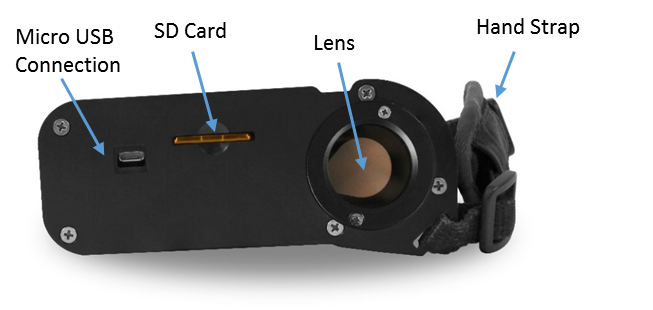 Micro USB
Connection
SD Card
Lens
Hand Strap